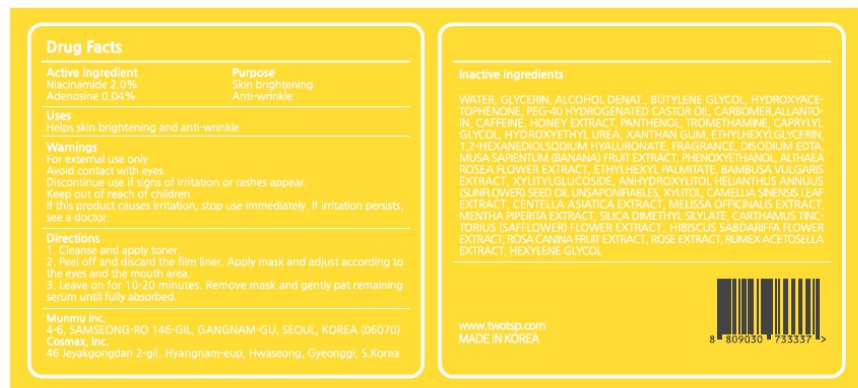 Drug Facts
Active ingredient Purpose
Niacinamide 2.0% Skin brightening
Adenosine 0.04% Anti-wrinkle
Uses
Helps skin brightening and anti-wrinkle
Warnings
For external use only
Avoid contact with eyes.
Discontinue use if signs of irritation or rashes appear.
Keep out of reach of children.
If this product causes irritation, stop use immediately. If irritation persists,
see a doctor.
Directions
1. Cleanse and apply toner.
2. Peel off and discard the film liner. Apply mask and adjust according to
the eyes and the mouth area.
3. Leave on for 10-20 minutes. Remove mask and gently pat remaining
serum until fully absorbed.
Munmu Inc.
4-6, SAMSEONG-RO 146-GIL, GANGNAM-GU, SEOUL, KOREA (06070)
Cosmax, Inc.
46 Jeyakgongdan 2-gil, Hyangnam-eup, Hwaseong, Gyeonggi, S.Korea
Inactive ingredients
WATER, GLYCERIN, ALCOHOL DENAT., BUTYLENE GLYCOL, HYDROXYACE-
TOPHENONE, PEG-40 HYDROGENATED CASTOR OIL, CARBOMER,ALLANTO-
IN, CAFFEINE, HONEY EXTRACT, PANTHENOL, TROMETHAMINE, CAPRYLYL
GLYCOL, HYDROXYETHYL UREA, XANTHAN GUM, ETHYLHEXYLGLYCERIN,
1,2-HEXANEDIOLSODIUM HYALURONATE, FRAGRANCE, DISODIUM EDTA,
MUSA SAPIENTUM (BANANA) FRUIT EXTRACT, PHENOXYETHANOL, ALTHAEA
ROSEA FLOWER EXTRACT, ETHYLHEXYL PALMITATE, BAMBUSA VULGARIS
EXTRACT, XYLITYLGLUCOSIDE, ANHYDROXYLITOL HELIANTHUS ANNUUS
(SUNFLOWER) SEED OIL UNSAPONIFIABLES, XYLITOL, CAMELLIA SINENSIS LEAF
EXTRACT, CENTELLA ASIATICA EXTRACT, MELISSA OFFICINALIS EXTRACT,
MENTHA PIPERITA EXTRACT, SILICA DIMETHYL SILYLATE, CARTHAMUS TINC-
TORIUS (SAFFLOWER) FLOWER EXTRACT, HIBISCUS SABDARIFFA FLOWER
EXTRACT, ROSA CANINA FRUIT EXTRACT, ROSE EXTRACT, RUMEX ACETOSELLA
EXTRACT, HEXYLENE GLYCOL
www.twotsp.com
MADE IN KOREA
8 809030 733337 >